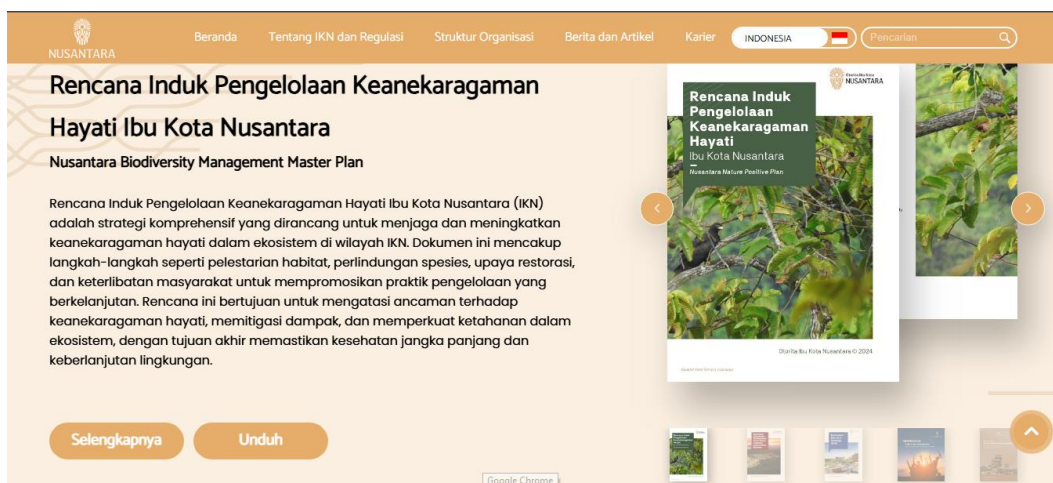 NUSANTARA
Beranda
Tentang IKN dan Regulasi
Struktur Organisasi
Berita dan Artikel
Karier
INDONESIA
Pencarian
Rencana Induk Pengelolaan Keanekaragaman
Hayati Ibu Kota Nusantara
Nusantara Biodiversity Management Master Plan
Rencana Induk Pengelolaan Keanekaragaman Hayati Ibu Kota Nusantara (IKN)
adalah strategi komprehensif yang dirancang untuk menjaga dan meningkatkan
keanekaragaman hayati dalam ekosistem di wilayah IKN. Dokumen ini mencakup
langkah-langkah seperti pelestarian habitat, perlindungan spesies, upaya restorasi,
dan keterlibatan masyarakat untuk mempromosikan praktik pengelolaan yang
berkelanjutan. Rencana ini bertujuan untuk mengatasi ancaman terhadap
keanekaragaman hayati, memitigasi dampak, dan memperkuat ketahanan dalam
ekosistem, dengan tujuan akhir memastikan kesehatan jangka panjang dan
keberlanjutan lingkungan.
Selengkapnya
Unduh
NUSANTARA
Rencana Induk
Pengelolaan
Keanekaragaman
Hayati
Ibu Kota Nusantara
Nusantara Nature Positive Plan
Otorita Ibu Kota Nusantara © 2024
Google Chrome